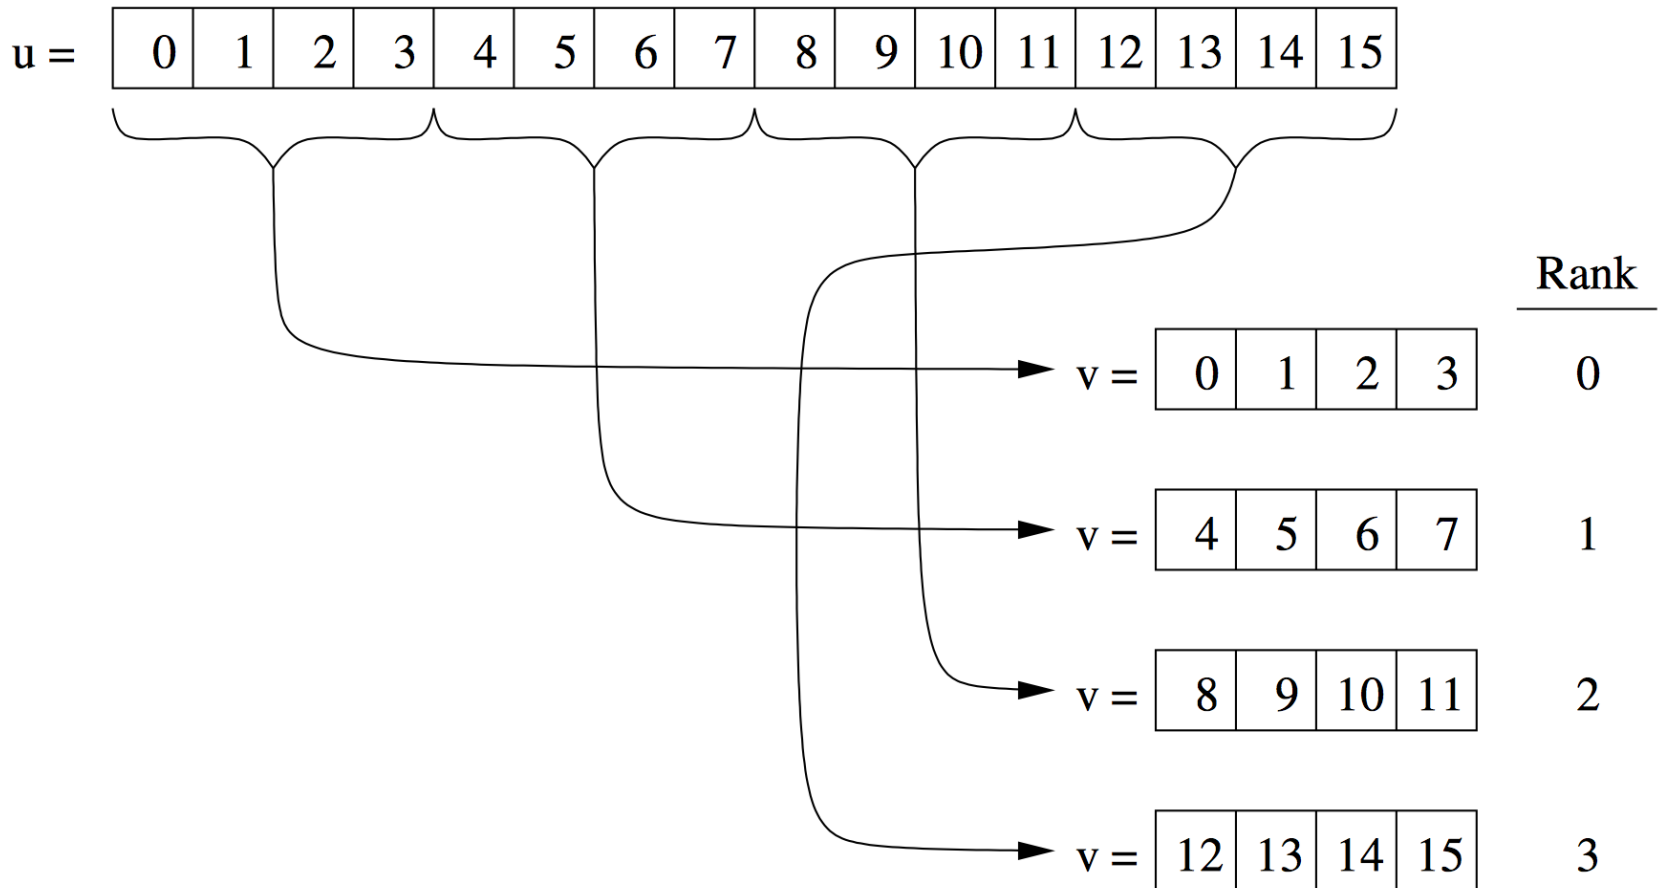 u = 0 1 2 3 4 5 6 7 8 9 10 11 12 13 14 15
Rank
v = 0 1 2 3 0
v = 4 5 6 7 1
v = 8 9 10 11 2
v = 12 13 14 15 3